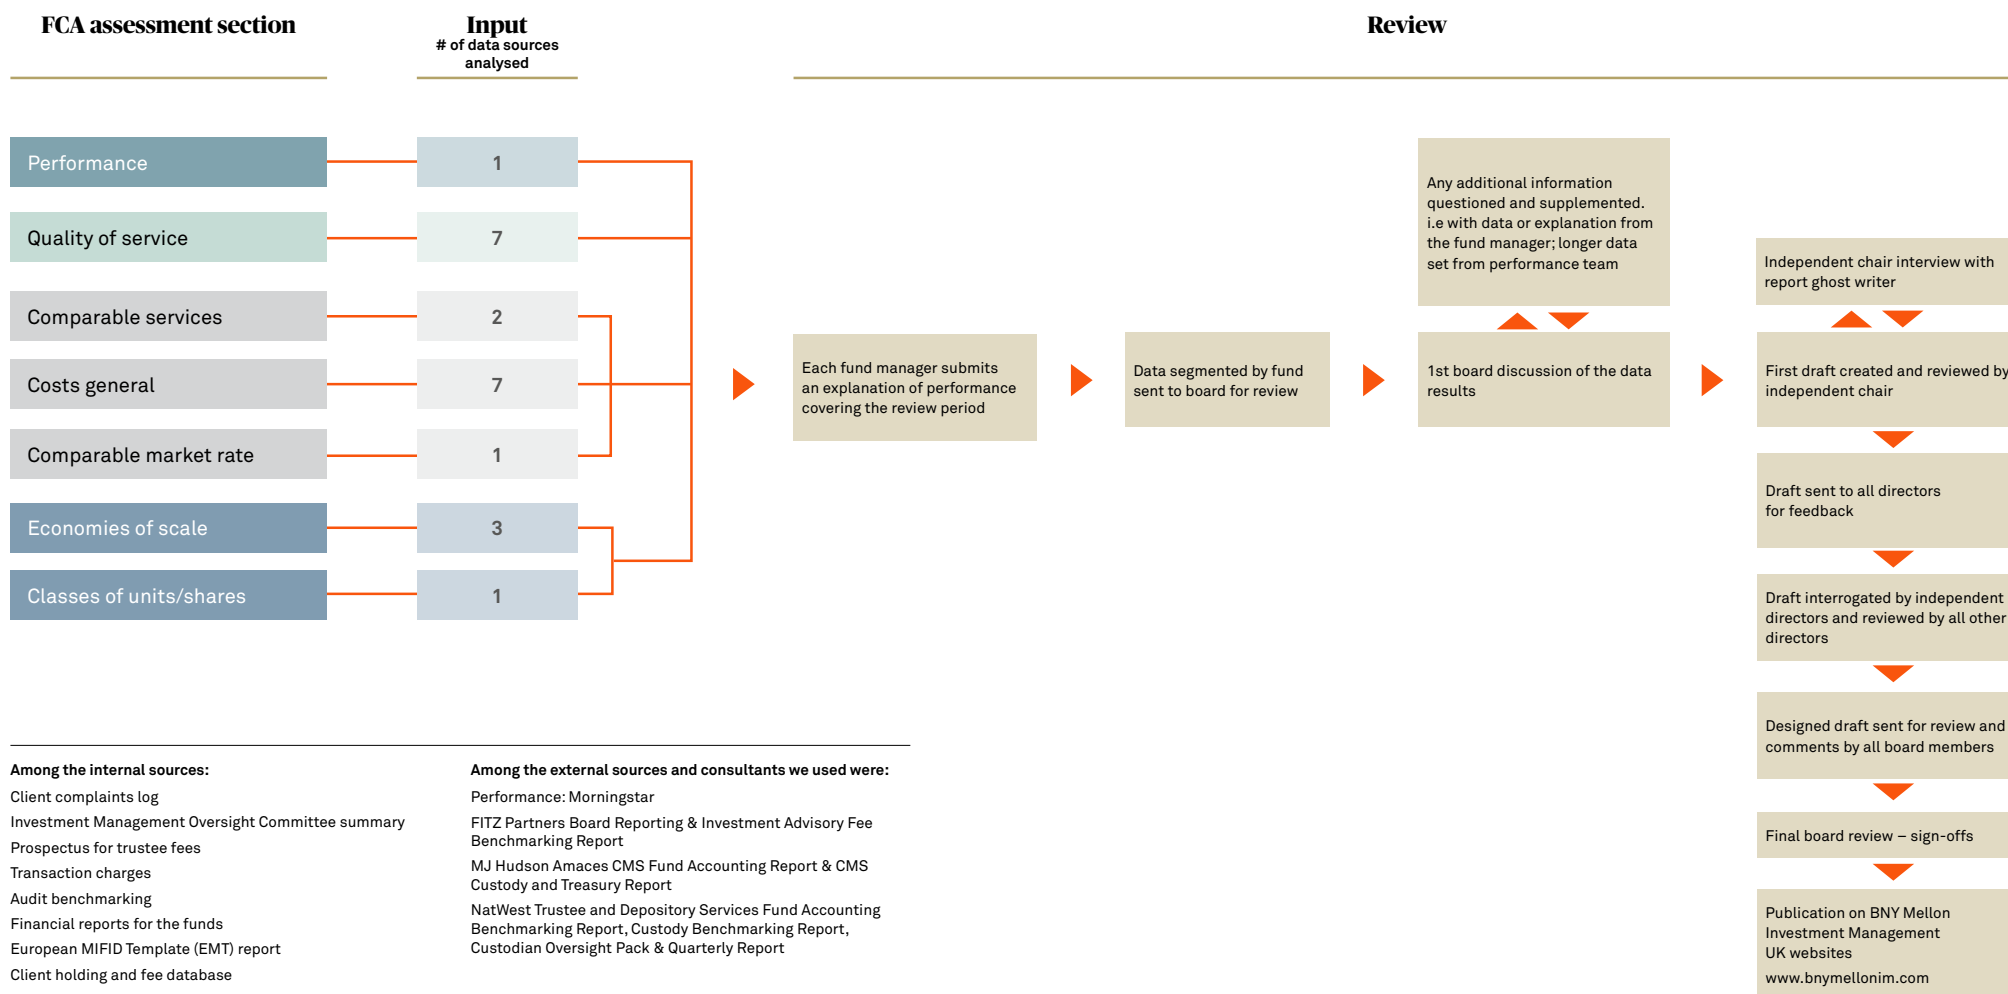 FCA assessment section
Input
# of data sources
analysed
Review
Performance
1
Quality of service
7
Comparable services
2
Costs general
7
Comparable market rate
1
Economies of scale
3
Classes of units/shares
1
Each fund manager submits
an explanation of performance
covering the review period
Data segmented by fund
sent to board for review
Any additional information
questioned and supplemented.
i.e with data or explanation from
the fund manager; longer data
set from performance team
1st board discussion of the data
results
Independent chair interview with
report ghost writer
First draft created and reviewed by
independent chair
Draft sent to all directors
for feedback
Draft interrogated by independent
directors and reviewed by all other
directors
Designed draft sent for review and
comments by all board members
Final board review – sign-offs
Publication on BNY Mellon
Investment Management
UK websites
www.bnymellonim.com
Among the internal sources:
Client complaints log
Investment Management Oversight Committee summary
Prospectus for trustee fees
Transaction charges
Audit benchmarking
Financial reports for the funds
European MIFID Template (EMT) report
Client holding and fee database
Among the external sources and consultants we used were:
Performance: Morningstar
FITZ Partners Board Reporting & Investment Advisory Fee
Benchmarking Report
MJ Hudson Amaces CMS Fund Accounting Report & CMS
Custody and Treasury Report
NatWest Trustee and Depository Services Fund Accounting
Benchmarking Report, Custody Benchmarking Report,
Custodian Oversight Pack & Quarterly Report